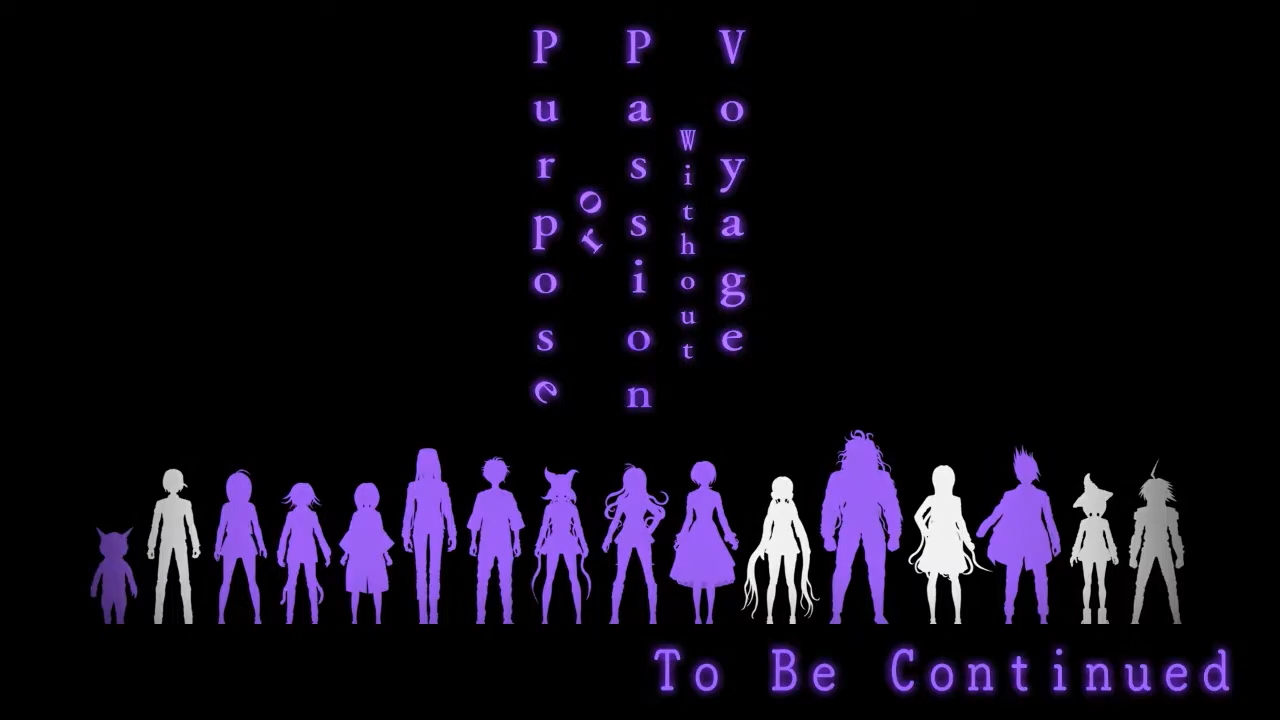 Voyage
Without
Passion
or
Purpose
To Be Continued